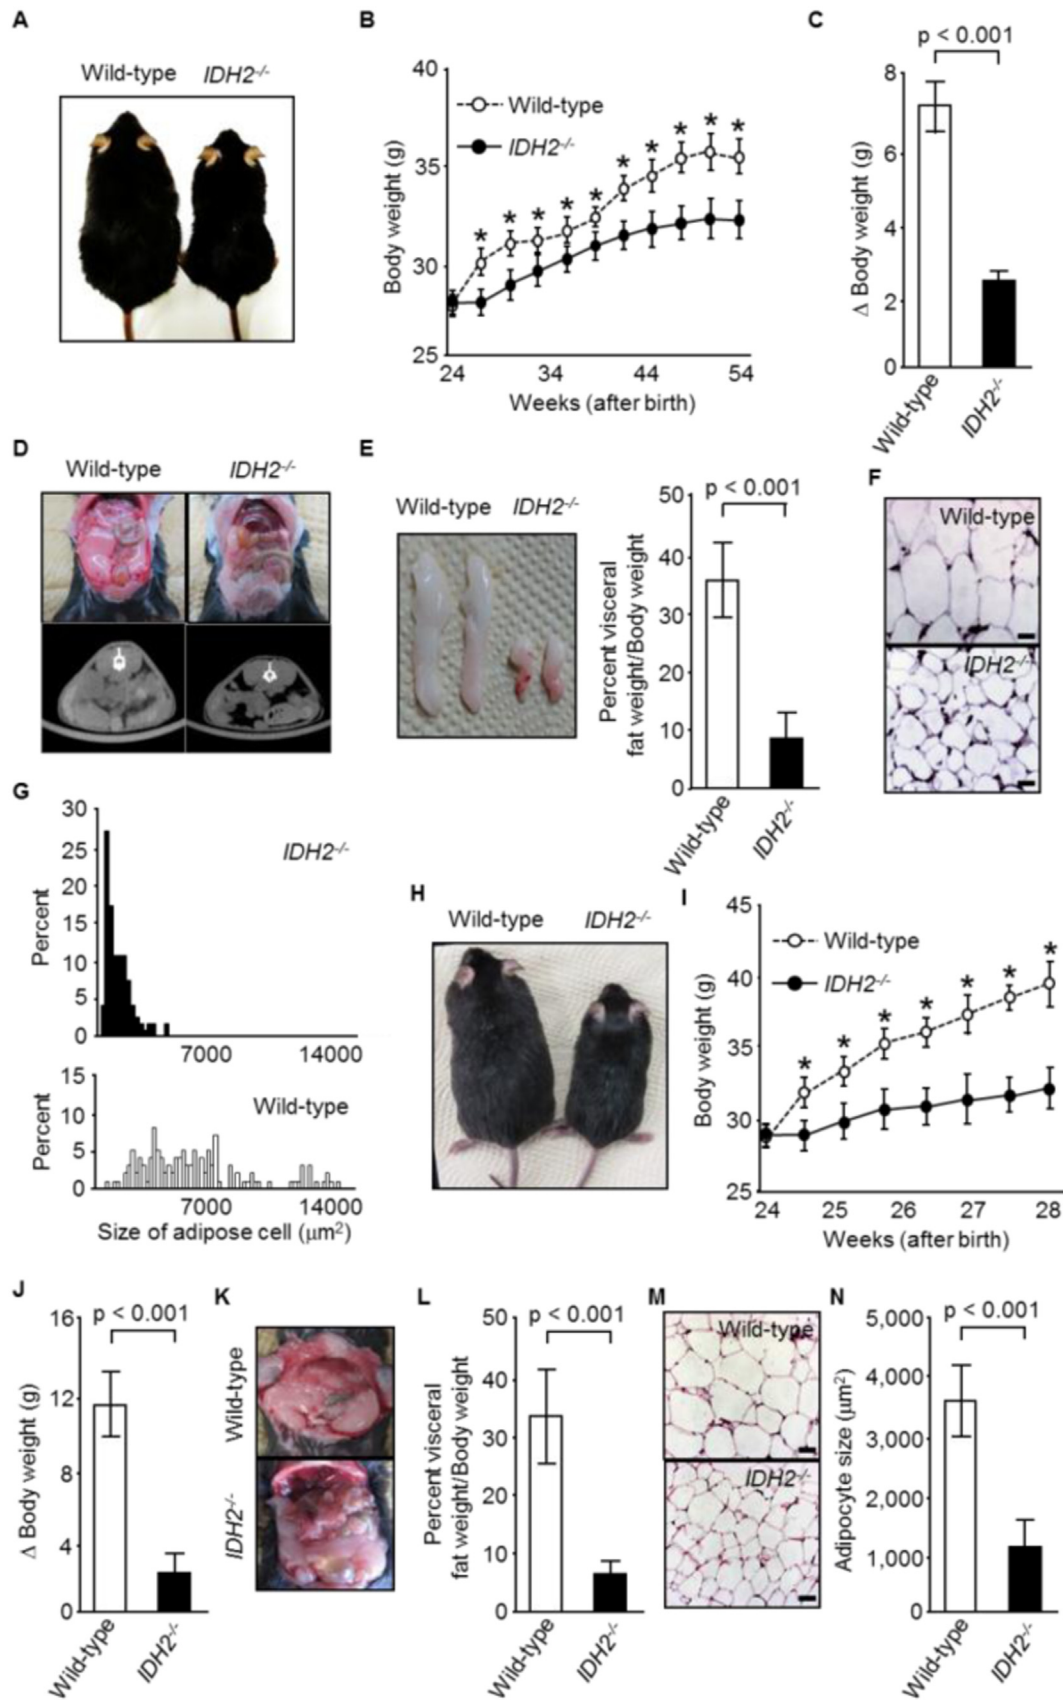 A
Wild-type IDH2-/-
B
40
35
30
25
Body weight (g)
Wild-type
IDH2-/-
* * * * * * * * * *
24 34 44 54
Weeks (after birth)
C
p < 0.001
8
6
4
2
0
Δ Body weight (g)
Wild-type
IDH2-/-
D
Wild-type IDH2-/-
E
Wild-type IDH2-/-
p < 0.001
50
40
30
20
10
0
Percent visceral
fat weight/Body weight
Wild-type
IDH2-/-
F
Wild-type
IDH2-/-
G
30
25
20
15
10
5
0
Percent
IDH2-/-
7000 14000
15
10
5
0
Percent
Wild-type
7000 14000
Size of adipose cell (μm2)
H
Wild-type IDH2-/-
I
45
40
35
30
25
Body weight (g)
Wild-type
IDH2-/-
* * * * * * *
24 25 26 27 28
Weeks (after birth)
J
p < 0.001
16
12
8
4
0
Δ Body weight (g)
Wild-type
IDH2-/-
K
Wild-type
IDH2-/-
L
p < 0.001
50
40
30
20
10
0
Percent visceral
fat weight/Body weight
Wild-type
IDH2-/-
M
Wild-type
IDH2-/-
N
p < 0.001
5,000
4,000
3,000
2,000
1,000
0
Adipocyte size (μm2)
Wild-type
IDH2-/-